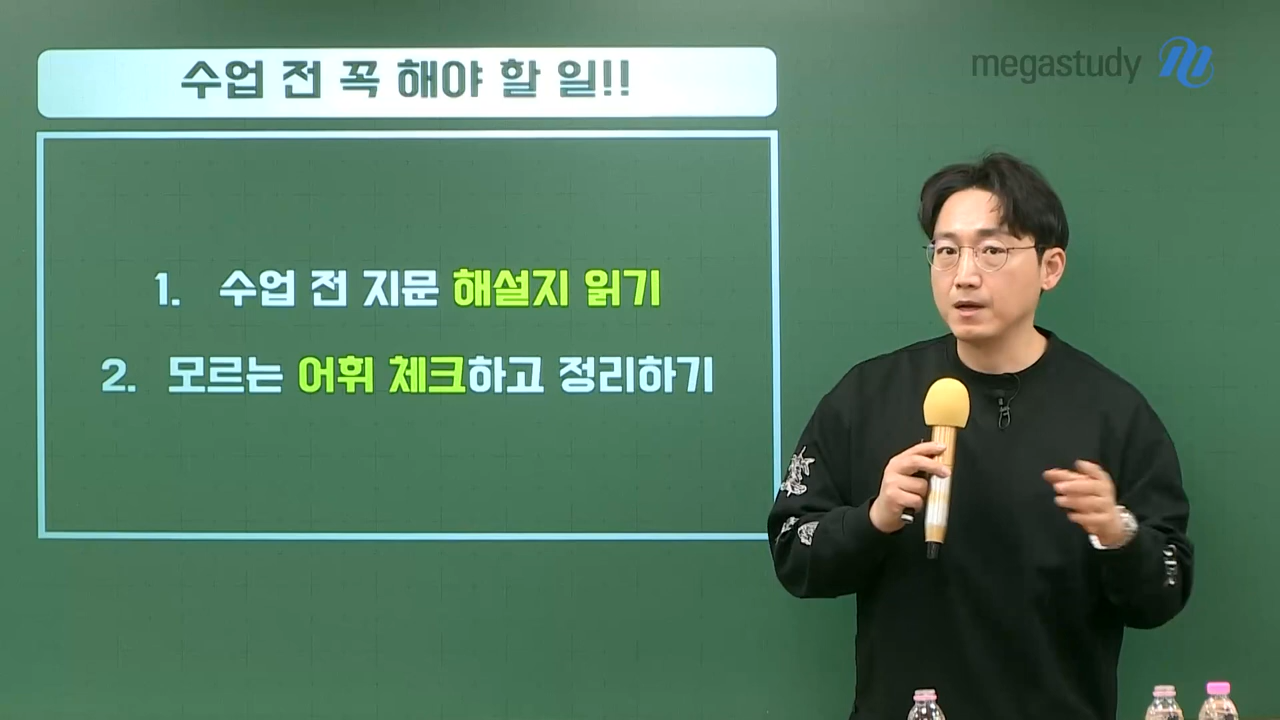 수업 전 꼭 해야 할 일!!
megastudy
1. 수업 전 지문 해설지 읽기
2. 모르는 어휘 체크하고 정리하기